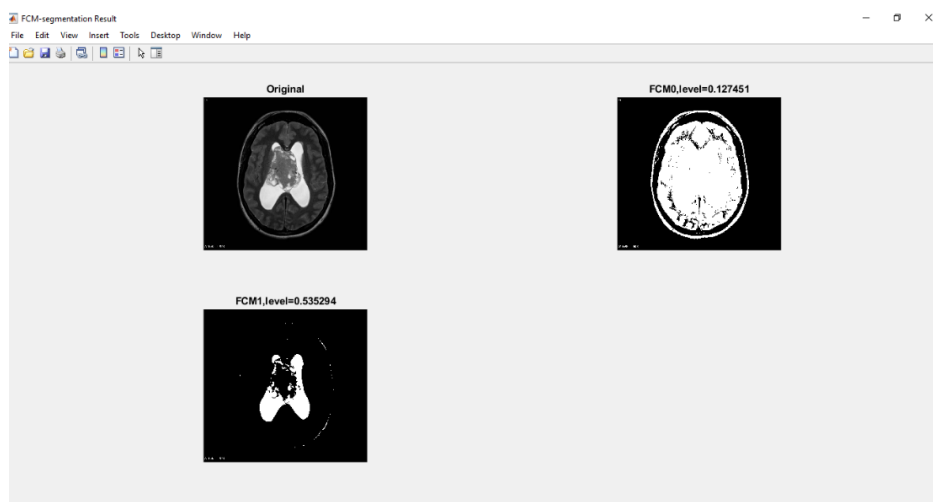 FCM-segmentation Result
File Edit View Insert Tools Desktop Window Help
Original
FCM0,level=0.127451
FCM1,level=0.535294